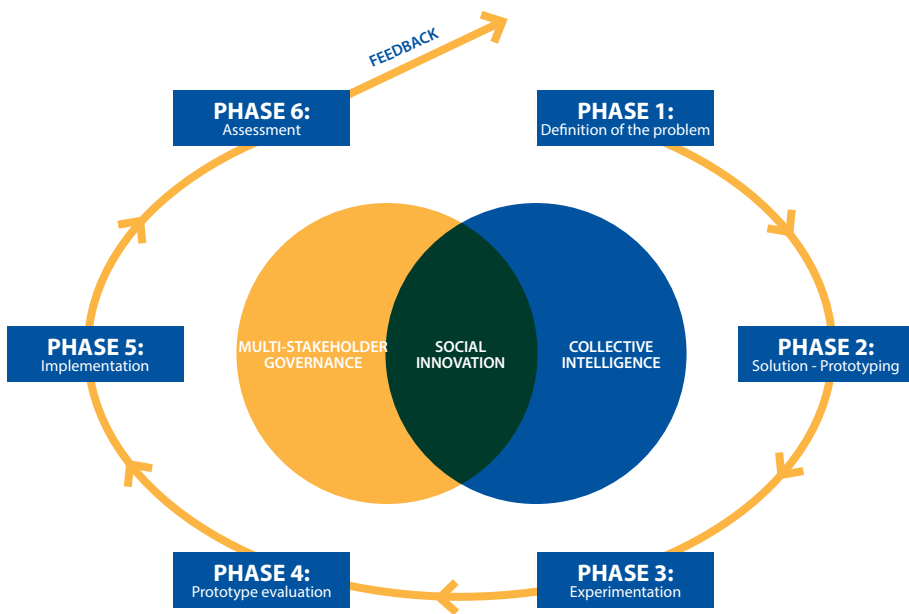 FEEDBACK
PHASE 6:
Assessment
PHASE 1:
Definition of the problem
MULTI-STAKEHOLDER
GOVERNANCE
SOCIAL
INNOVATION
COLLECTIVE
INTELLIGENCE
PHASE 5:
Implementation
PHASE 2:
Solution - Prototyping
PHASE 4:
Prototype evaluation
PHASE 3:
Experimentation